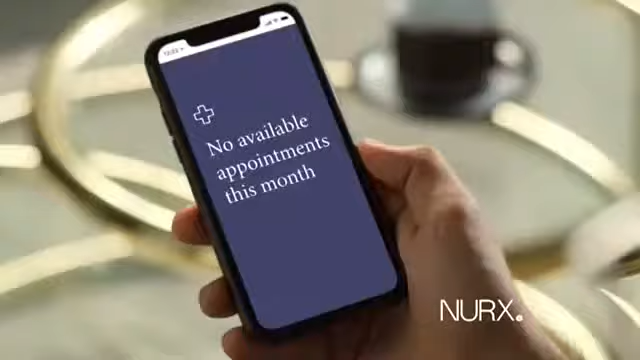 No available
appointments
this month
NURX.